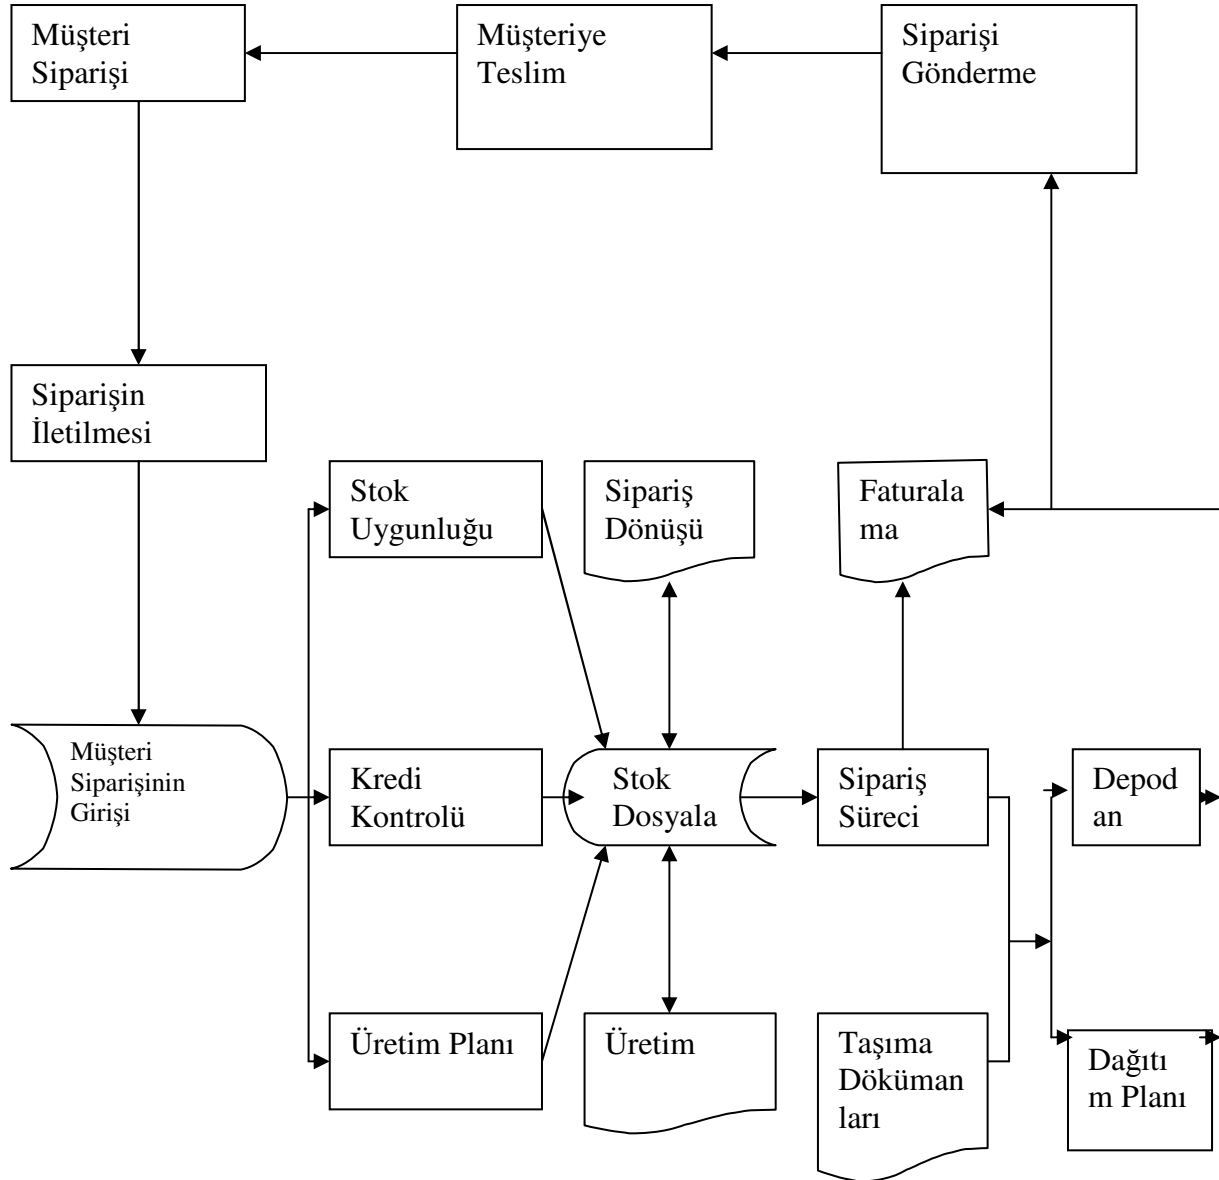 Müşteri
Siparişi
Müşteriye
Teslim
Siparişi
Gönderme
Siparişin
İletilmesi
Stok
Uygunluğu
Sipariş
Dönüşü
Faturala
ma
Müşteri
Siparişinin
Girişi
Kredi
Kontrolü
Stok
Dosyala
Sipariş
Süreci
Depod
an
Üretim Planı
Üretim
Taşıma
Döküman
ları
Dağıtı
m Planı